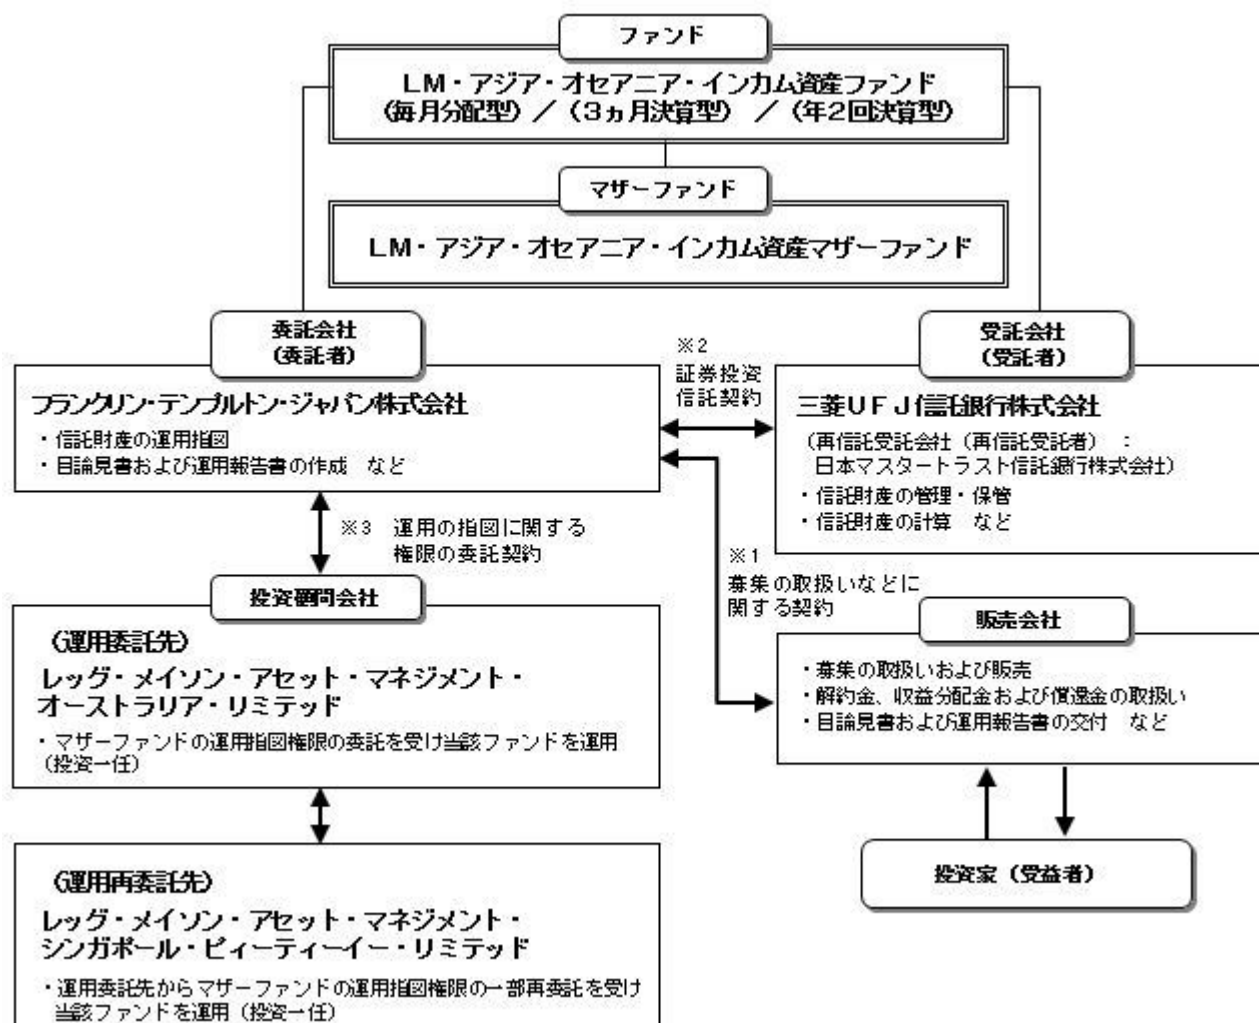 ファンド
LM・アジア・オセアニア・インカム資産ファンド
(毎月分配型)／(3ヵ月決算型)／(年2回決算型)
マザーファンド
LM・アジア・オセアニア・インカム資産マザーファンド
委託会社
(委託者)
フランクリン・テンプルトン・ジャパン株式会社
・信託財産の運用指図
・目論見書および運用報告書の作成 など
※2
証券投資
信託契約
受託会社
(受託者)
三菱UFJ信託銀行株式会社
(再信託受託会社(再信託受託者)：
日本マスタートラスト信託銀行株式会社)
・信託財産の管理・保管
・信託財産の計算 など
※3 運用の指図に関する
権限の委託契約
※1
募集の取扱いなどに
関する契約
投資顧問会社
(運用委託先)
レッグ・メイソン・アセット・マネジメント・
オーストラリア・リミテッド
・マザーファンドの運用指図権限の委託を受け当該ファンドを運用
(投資一任)
販売会社
・募集の取扱いおよび販売
・解約金、収益分配金および償還金の取扱い
・目論見書および運用報告書の交付 など
投資家(受益者)
(運用再委託先)
レッグ・メイソン・アセット・マネジメント・
シンガポール・ピィーティーイー・リミテッド
・運用委託先からマザーファンドの運用指図権限の一部再委託を受け
当該ファンドを運用(投資一任)